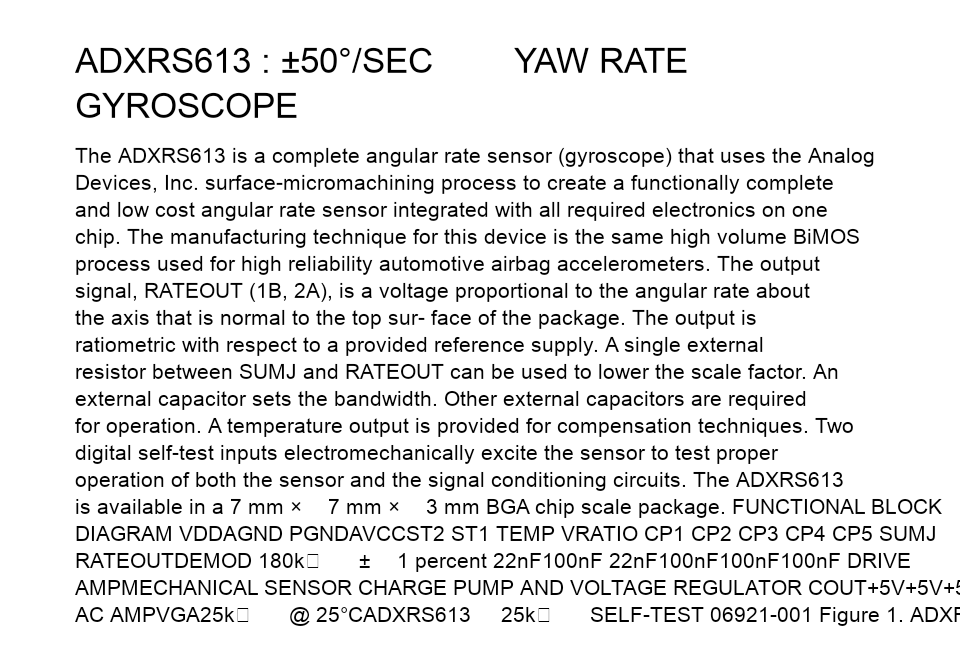 ADXRS613 : ±50°/SEC YAW RATE
GYROSCOPE
The ADXRS613 is a complete angular rate sensor (gyroscope) that uses the Analog
Devices, Inc. surface-micromachining process to create a functionally complete
and low cost angular rate sensor integrated with all required electronics on one
chip. The manufacturing technique for this device is the same high volume BiMOS
process used for high reliability automotive airbag accelerometers. The output
signal, RATEOUT (1B, 2A), is a voltage proportional to the angular rate about
the axis that is normal to the top sur- face of the package. The output is
ratiometric with respect to a provided reference supply. A single external
resistor between SUMJ and RATEOUT can be used to lower the scale factor. An
external capacitor sets the bandwidth. Other external capacitors are required
for operation. A temperature output is provided for compensation techniques. Two
digital self-test inputs electromechanically excite the sensor to test proper
operation of both the sensor and the signal conditioning circuits. The ADXRS613
is available in a 7 mm × 7 mm × 3 mm BGA chip scale package. FUNCTIONAL BLOCK
DIAGRAM VDDAGND PGNDAVCCST2 ST1 TEMP VRATIO CP1 CP2 CP3 CP4 CP5 SUMJ
RATEOUTDEMOD 180k□ ± 1 percent 22nF100nF 22nF100nF100nF100nF DRIVE
AMPMECHANICAL SENSOR CHARGE PUMP AND VOLTAGE REGULATOR COUT+5V+5V+
AC AMPVGA25k□ @ 25°CADXRS613 25k□ SELF-TEST 06921-001 Figure 1.